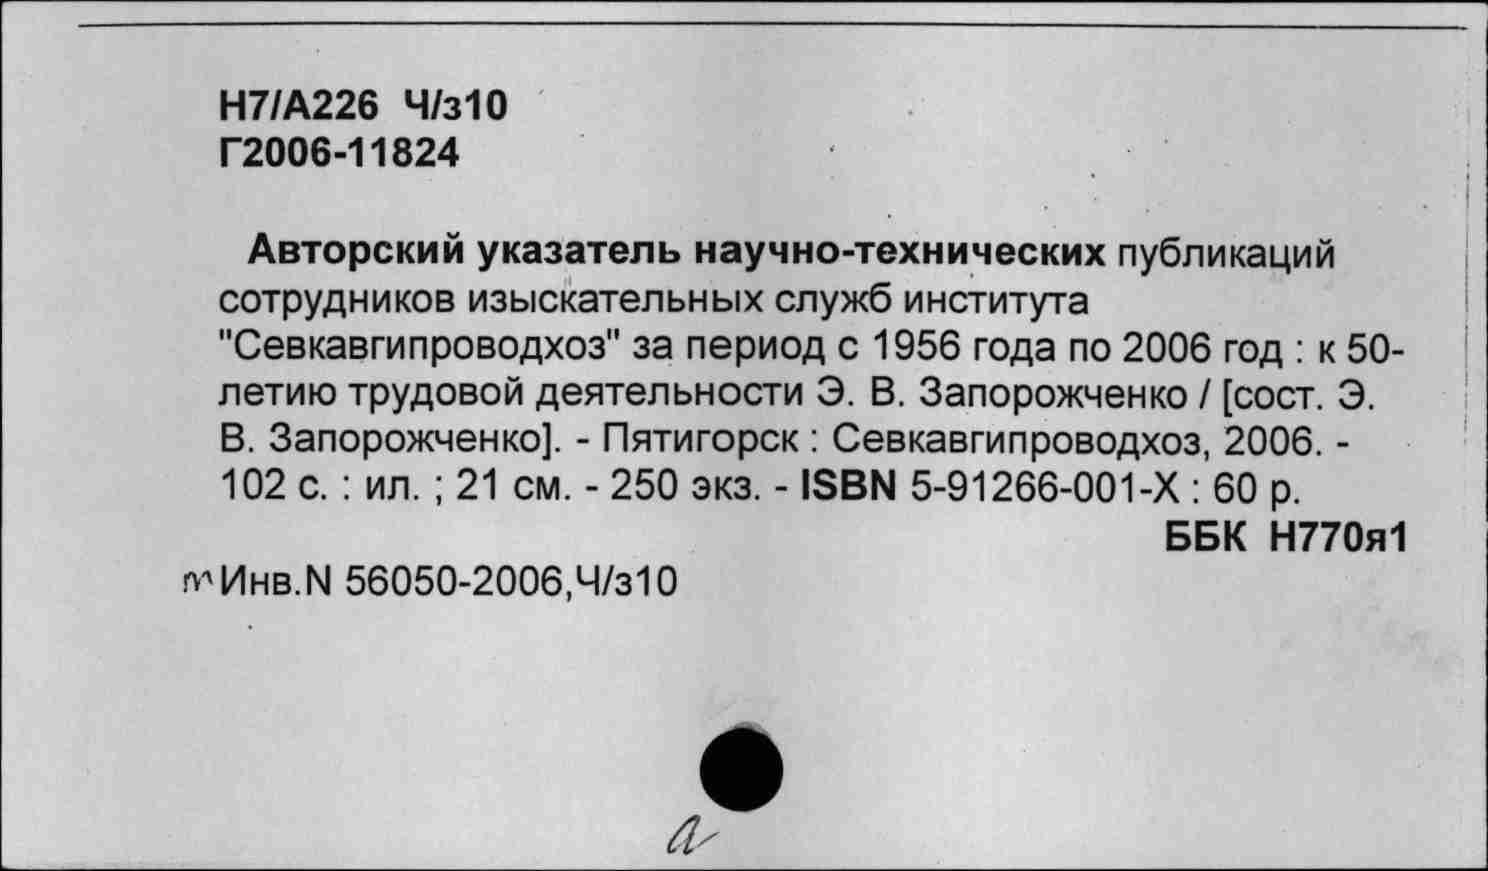 Н7/А226 Ч/з10
Г2006-11824
Авторский указатель научно-технических публикаций
сотрудников изыскательных служб института
"Севкавгипроводхоз" за период с 1956 года по 2006 год : к 50-
летию трудовой деятельности Э. В. Запорожченко / [сост. Э.
В. Запорожченко]. - Пятигорск : Севкавгипроводхоз, 2006. -
102 с. : ил. ; 21 см. - 250 экз. - ISBN 5-91266-001-X : 60 р.
ББК Н770я1
Инв.N 56050-2006,Ч/з10
а